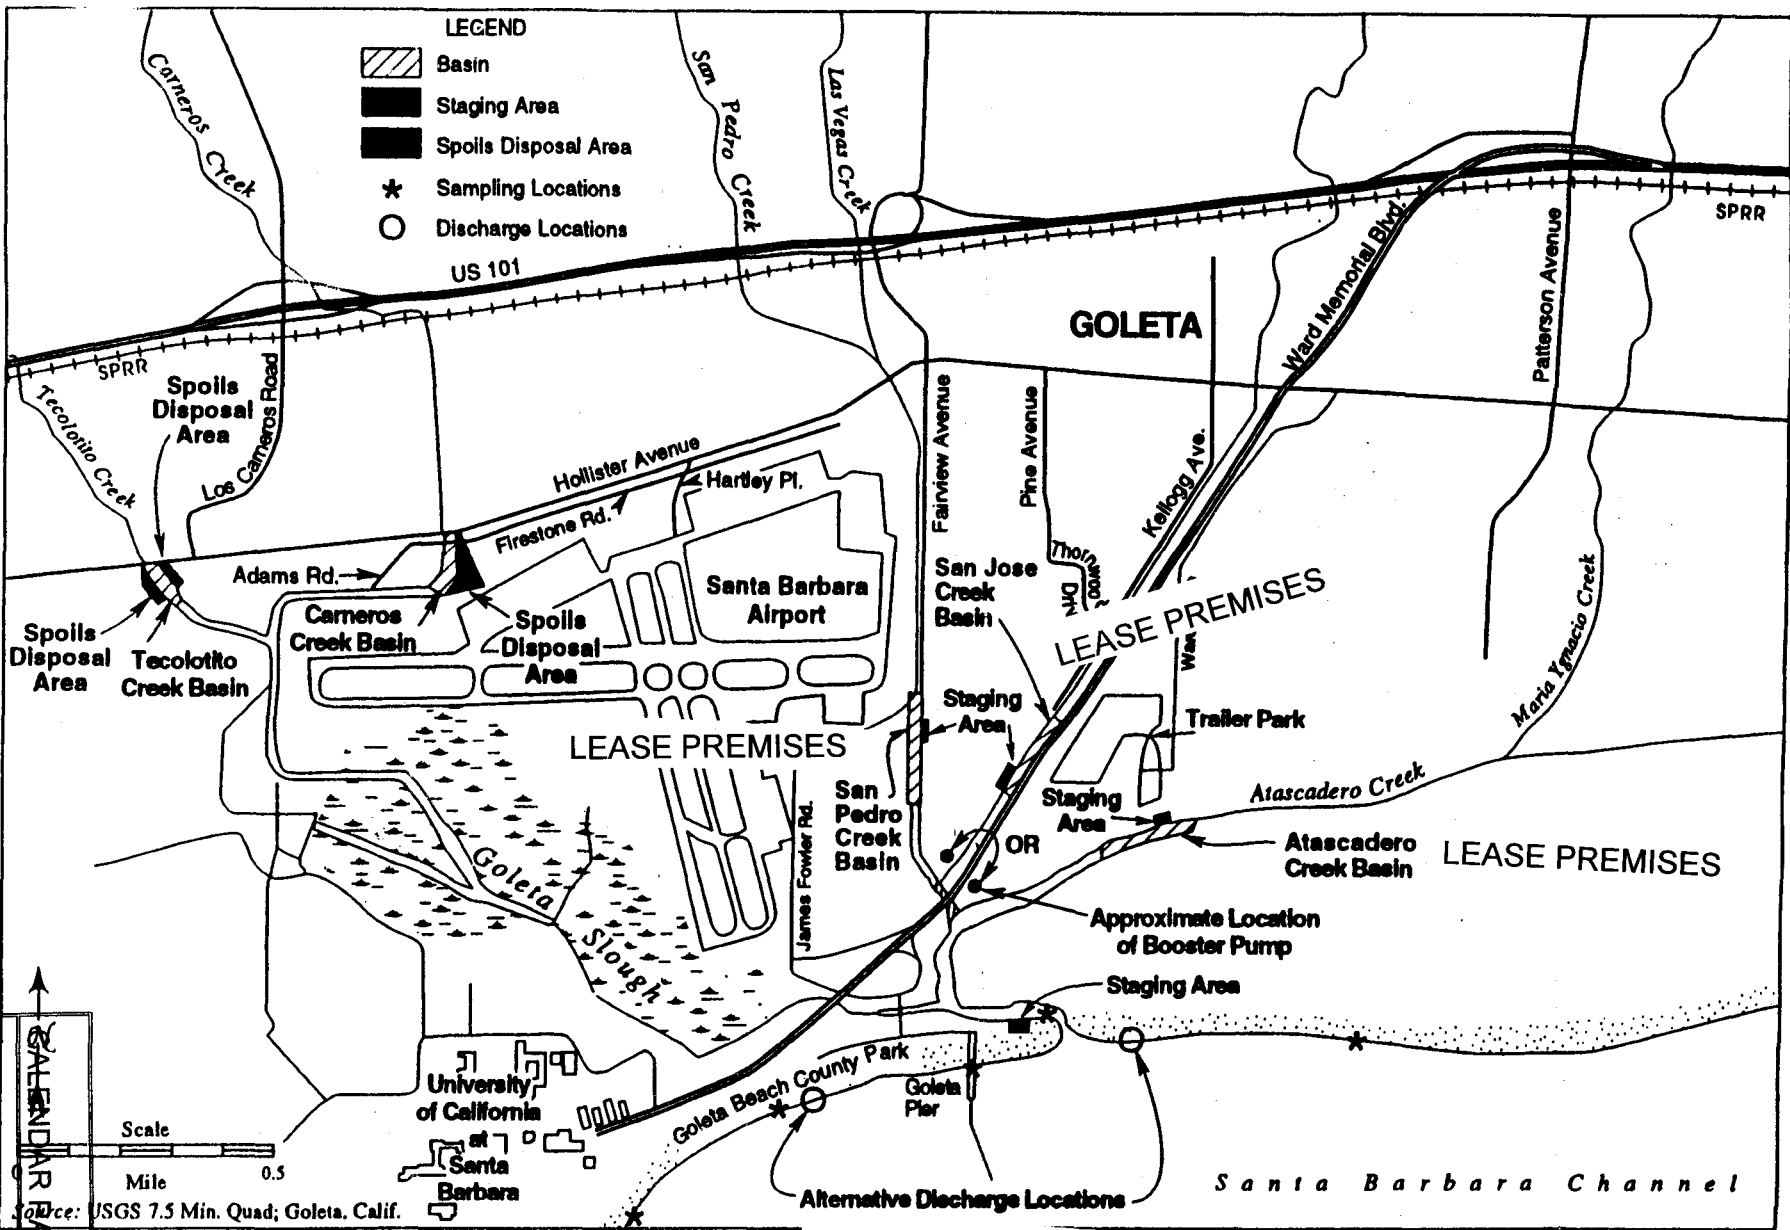 LEGEND
Basin
Staging Area
Spoils Disposal Area
Sampling Locations
Discharge Locations
Carneros Creek
San Pedro Creek
Las Vegas Creek
US 101
SPRR
SPRR
GOLETA
Ward Memorial Blvd.
Patterson Avenue
Tecolotito Creek
Spoils
Disposal
Area
Los Carneros Road
Hollister Avenue
Firestone Rd.
Hartley Pl.
Fairview Avenue
Pine Avenue
Kellogg Ave.
Adams Rd.
Carneros
Creek Basin
Spoils
Disposal
Area
Santa Barbara
Airport
San Jose
Creek
Basin
LEASE PREMISES
Maria Ygnacio Creek
Spoils
Disposal
Area
Tecolotito
Creek Basin
LEASE PREMISES
Staging
Area
Trailer Park
San
Pedro
Creek
Basin
James Fowler Rd.
Staging
Area
Atascadero Creek
OR
Atascadero
Creek Basin
LEASE PREMISES
Goleta
Slough
Approximate Location
of Booster Pump
Staging Area
University
of California
at
Santa
Barbara
Goleta Beach County Park
Goleta
Pier
Scale
0 0.5
Mile
Alternative Discharge Locations
Santa Barbara Channel
Source: USGS 7.5 Min. Quad; Goleta, Calif.